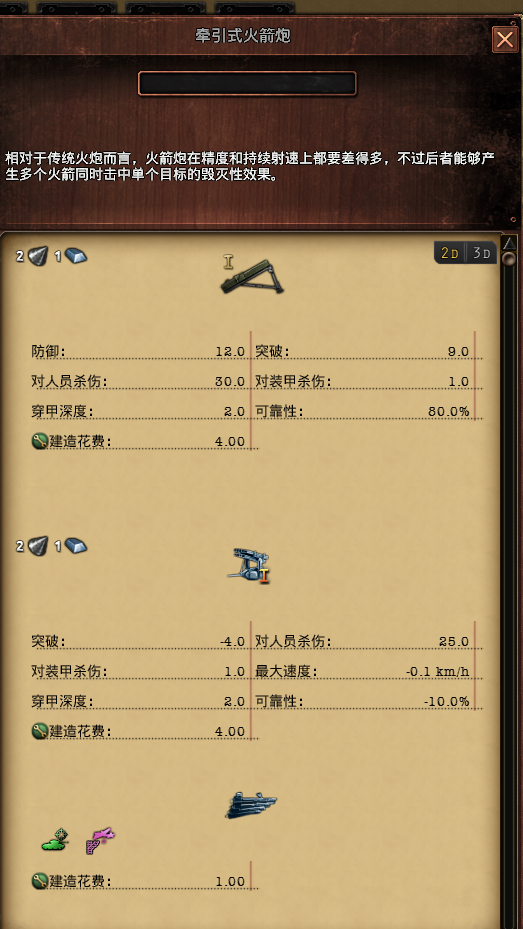 牵引式火箭炮
相对于传统火炮而言，火箭炮在精度和持续射速上都要差得多，不过后者能够产
生多个火箭同时击中单个目标的毁灭性效果。
2 1 2D 3D
I
防御： 12.0 突破： 9.0
对人员杀伤： 30.0 对装甲杀伤： 1.0
穿甲深度： 2.0 可靠性： 80.0%
建造花费： 4.00
2 1
I
突破： -4.0 对人员杀伤： 25.0
对装甲杀伤： 1.0 最大速度： -0.1 km/h
穿甲深度： 2.0 可靠性： -10.0%
建造花费： 4.00
建造花费： 1.00